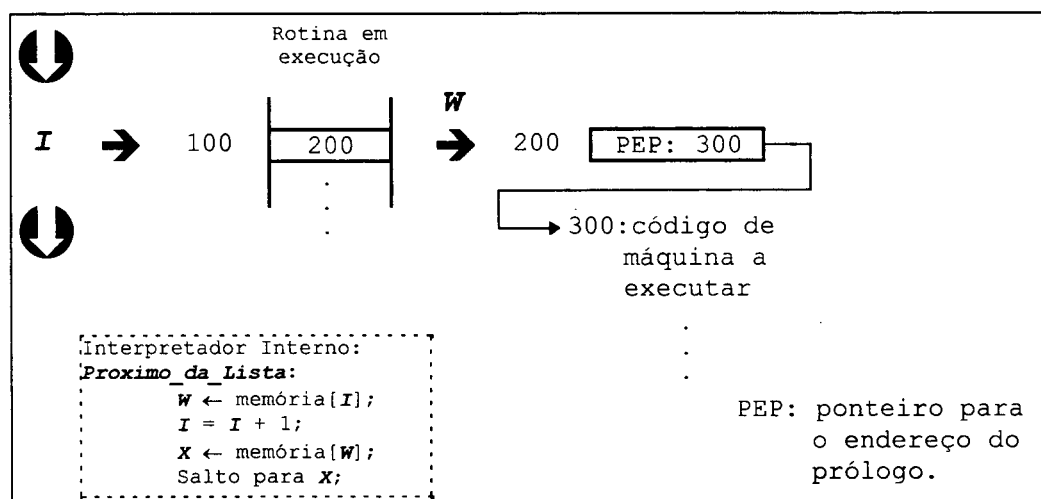 Rotina em
execução
W
I 100 200 200 PEP: 300
.
.
.
300:código de
máquina a
executar
.
.
.
Interpretador Interno:
Proximo_da_Lista:
W ← memória[I];
I = I + 1;
X ← memória[W];
Salto para X;
PEP: ponteiro para
o endereço do
prólogo.